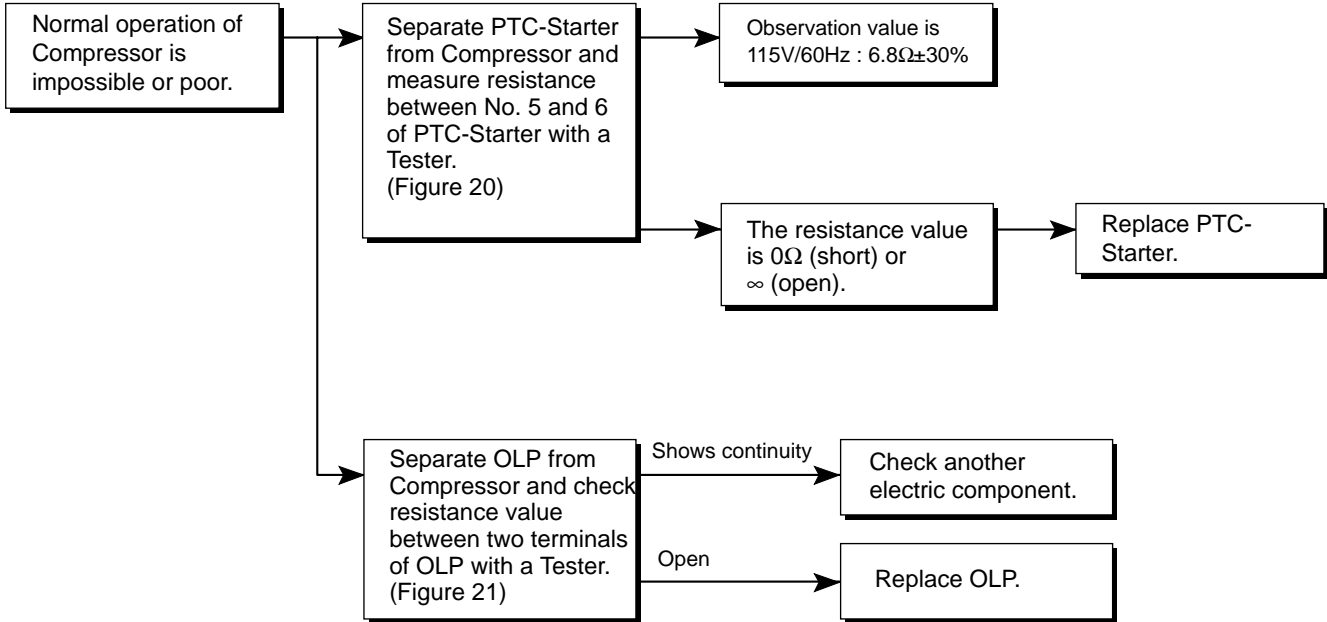 Normal operation of
Compressor is
impossible or poor.
Separate PTC-Starter
from Compressor and
measure resistance
between No. 5 and 6
of PTC-Starter with a
Tester.
(Figure 20)
Observation value is
115V/60Hz : 6.8Ω±30%
The resistance value
is 0Ω (short) or
∞ (open).
Replace PTC-
Starter.
Separate OLP from
Compressor and check
resistance value
between two terminals
of OLP with a Tester.
(Figure 21)
Shows continuity
Check another
electric component.
Open
Replace OLP.